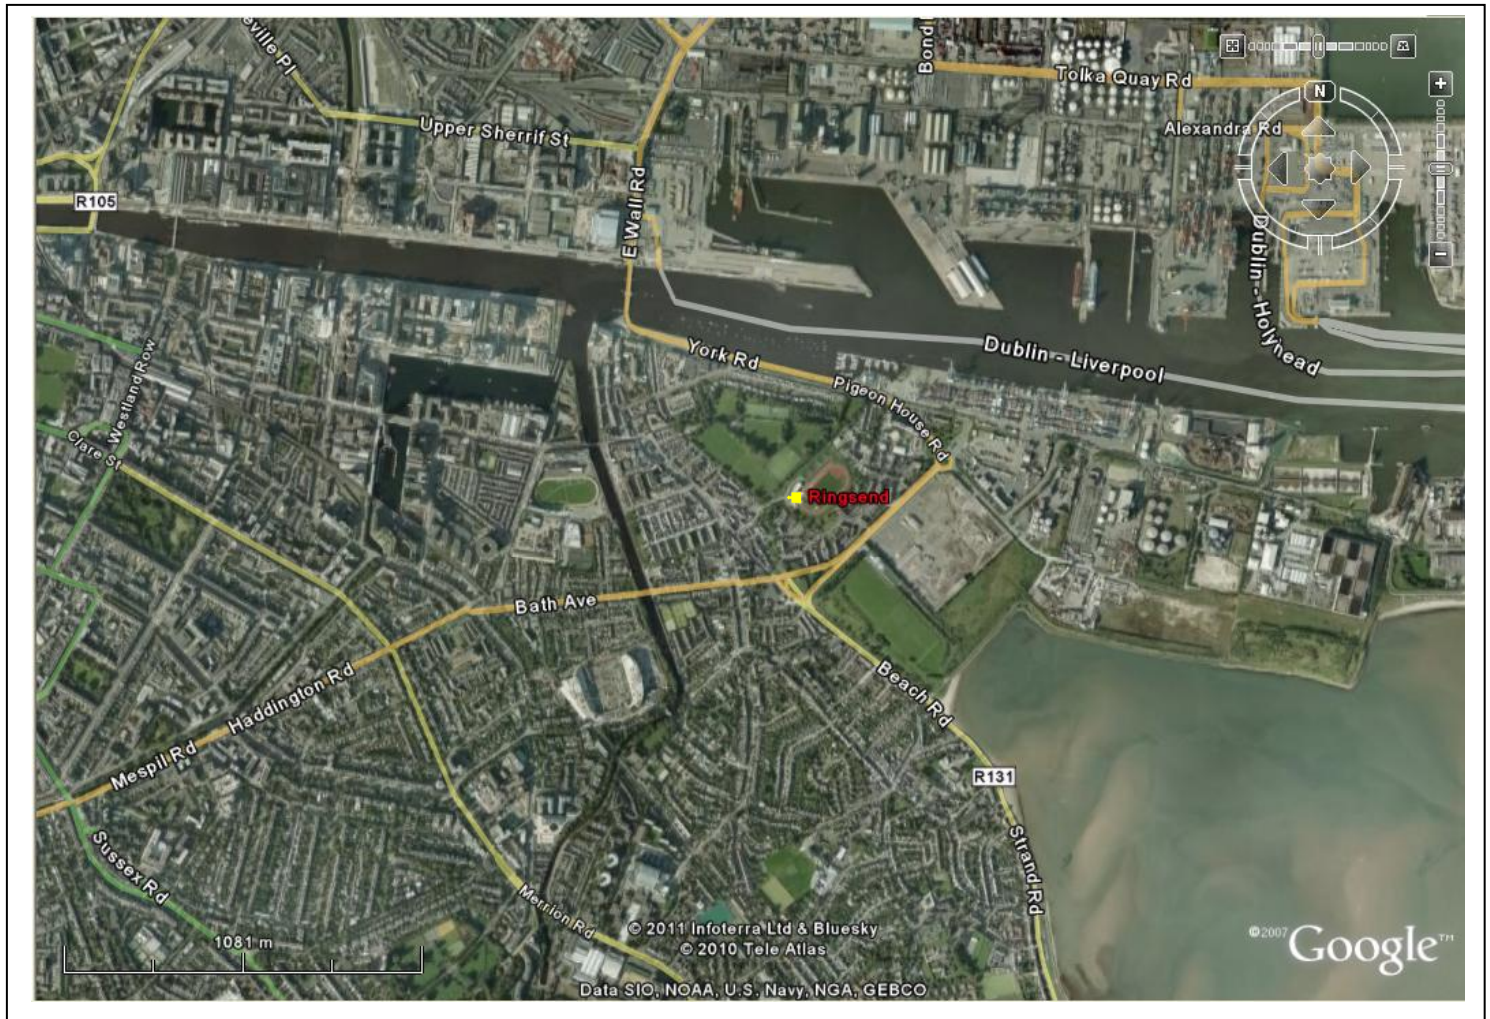 eville Pl
Bond
Tolka Quay Rd
N
+
Upper Sherrif St
Alexandra Rd
R105
E Wall Rd
Dublin - Holyhead
−
York Rd
Dublin - Liverpool
Westland Row
Pigeon House Rd
Clare St
Ringsend
Bath Ave
Haddington Rd
Beach Rd
Mespil Rd
R131
Sussex Rd
Strand Rd
Merrion Rd
1081 m
© 2011 Infoterra Ltd & Bluesky
© 2010 Tele Atlas
©2007 Google™
Data SIO, NOAA, U.S. Navy, NGA, GEBCO